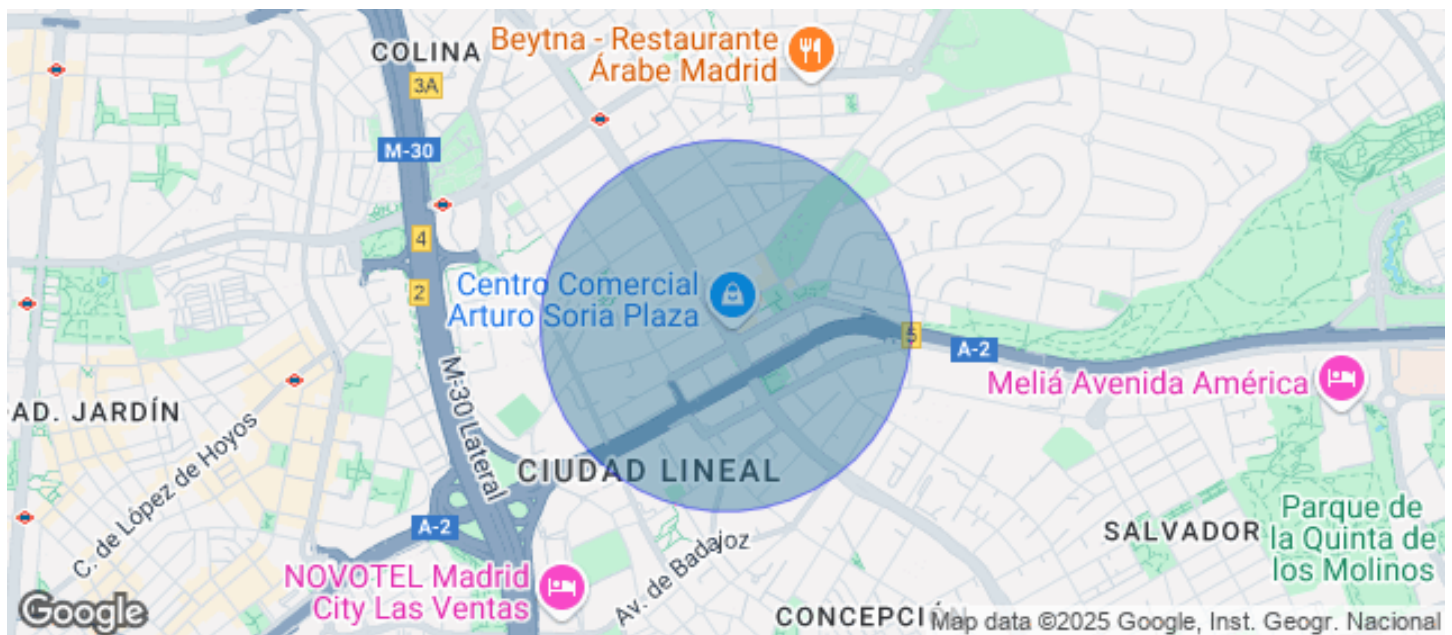 COLINA
Beytna - Restaurante
Árabe Madrid
3A
M-30
4
2
Centro Comercial
Arturo Soria Plaza
5
A-2
Meliá Avenida América
AD. JARDÍN
C. de López de Hoyos
M-30 Lateral
CIUDAD LINEAL
A-2
SALVADOR
Parque de
la Quinta de
los Molinos
NOVOTEL Madrid
City Las Ventas
Av. de Badajoz
CONCEPCIÓN
Google
Map data ©2025 Google, Inst. Geogr. Nacional